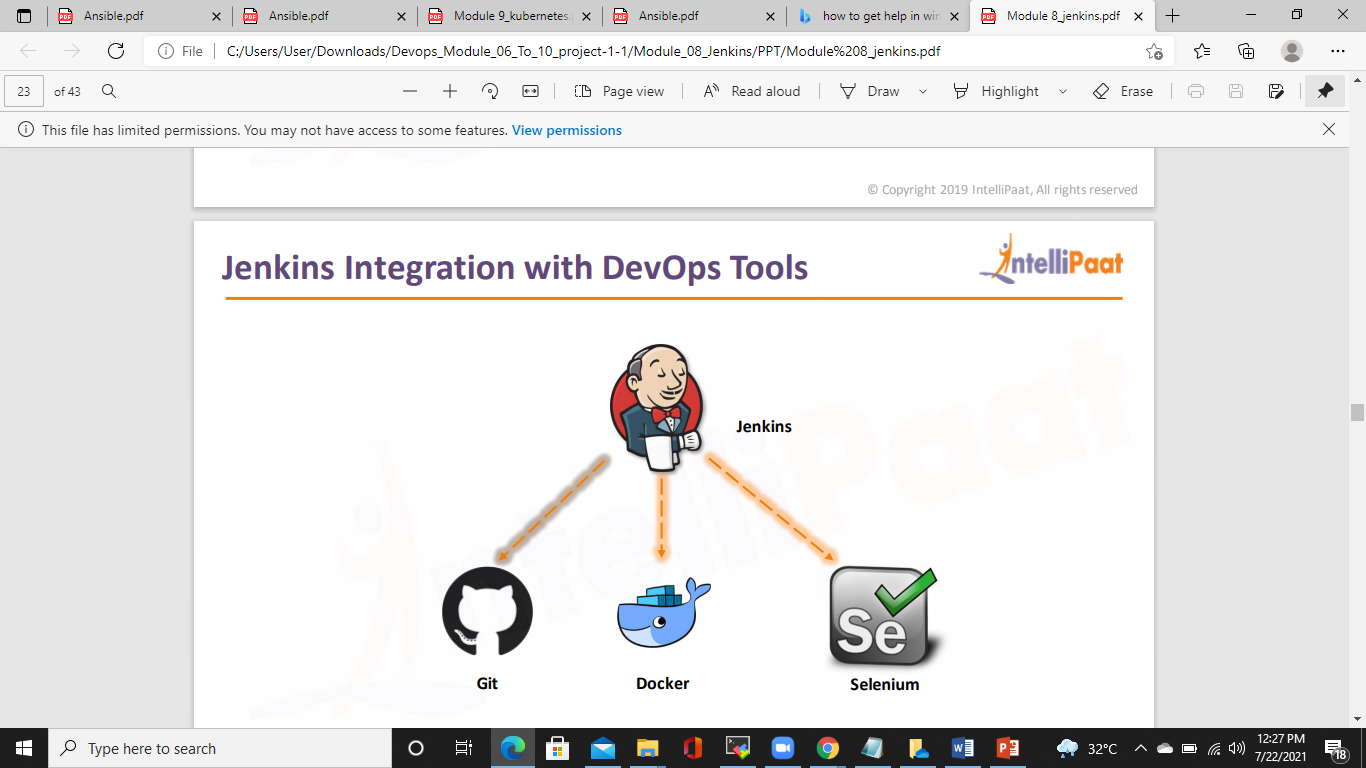 Ansible.pdf
Ansible.pdf
Module 9_kubernetes.
Ansible.pdf
how to get help in win
Module 8_jenkins.pdf
File
C:/Users/User/Downloads/Devops_Module_06_To_10_project-1-1/Module_08_Jenkins/PPT/Module%208_jenkins.pdf
23 of 43
Page view
Read aloud
Draw
Highlight
Erase
This file has limited permissions. You may not have access to some features. View permissions
© Copyright 2019 IntelliPaat, All rights reserved
Jenkins Integration with DevOps Tools
IntelliPaat
Jenkins
Se
Git
Docker
Selenium
Type here to search
32°C
12:27 PM
7/22/2021
18